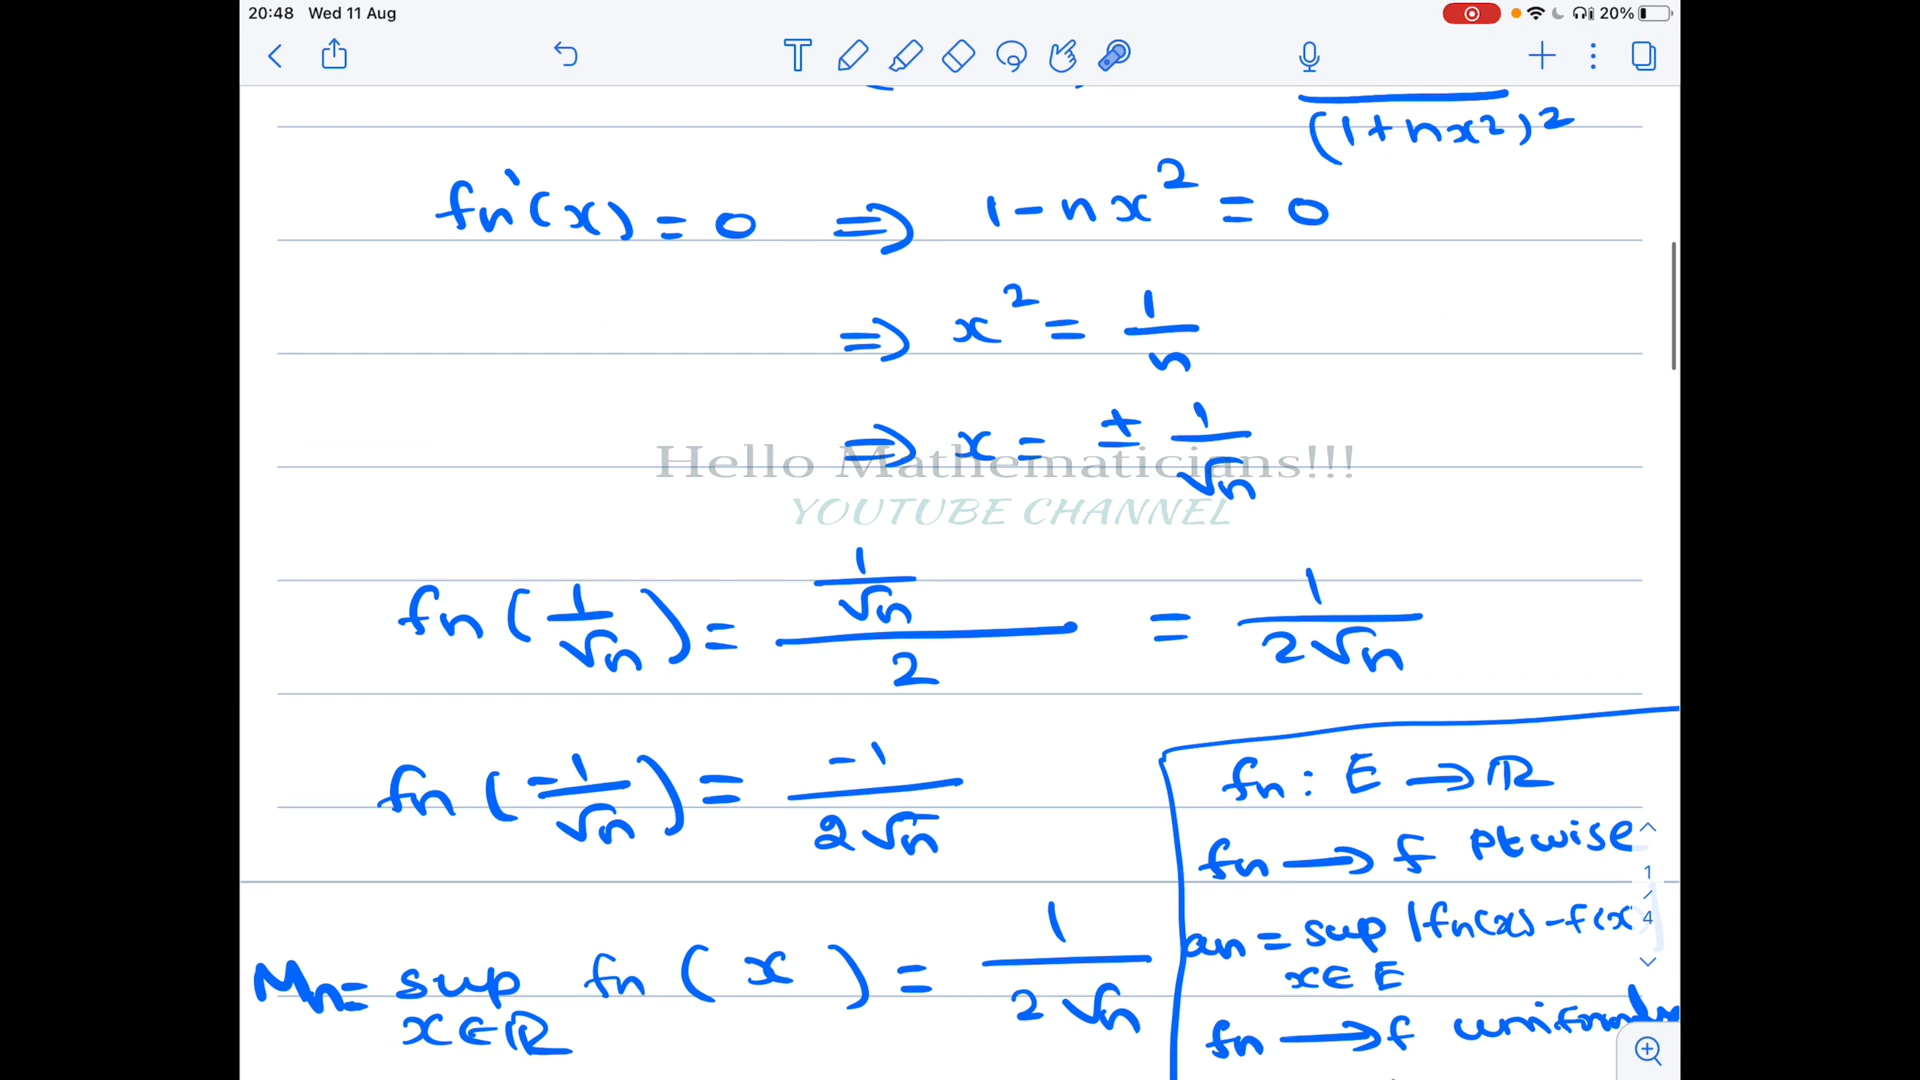 20:48 Wed 11 Aug
20%
(1+nx²)²
fn'(x) = 0 ⇒ 1-nx² = 0
⇒ x² = 1/n
⇒ x = ± 1/√n
Hello Mathematicians!!!
YOUTUBE CHANNEL
fn(1/√n) = (1/√n)/2 = 1/(2√n)
fn(-1/√n) = -1/(2√n)
Mn = sup x∈ℝ fn(x) = 1/(2√n)
fn: E → ℝ
fn → f ptwise
an = sup x∈E |fn(x) - f(x)
fn → f uniformly
1/4